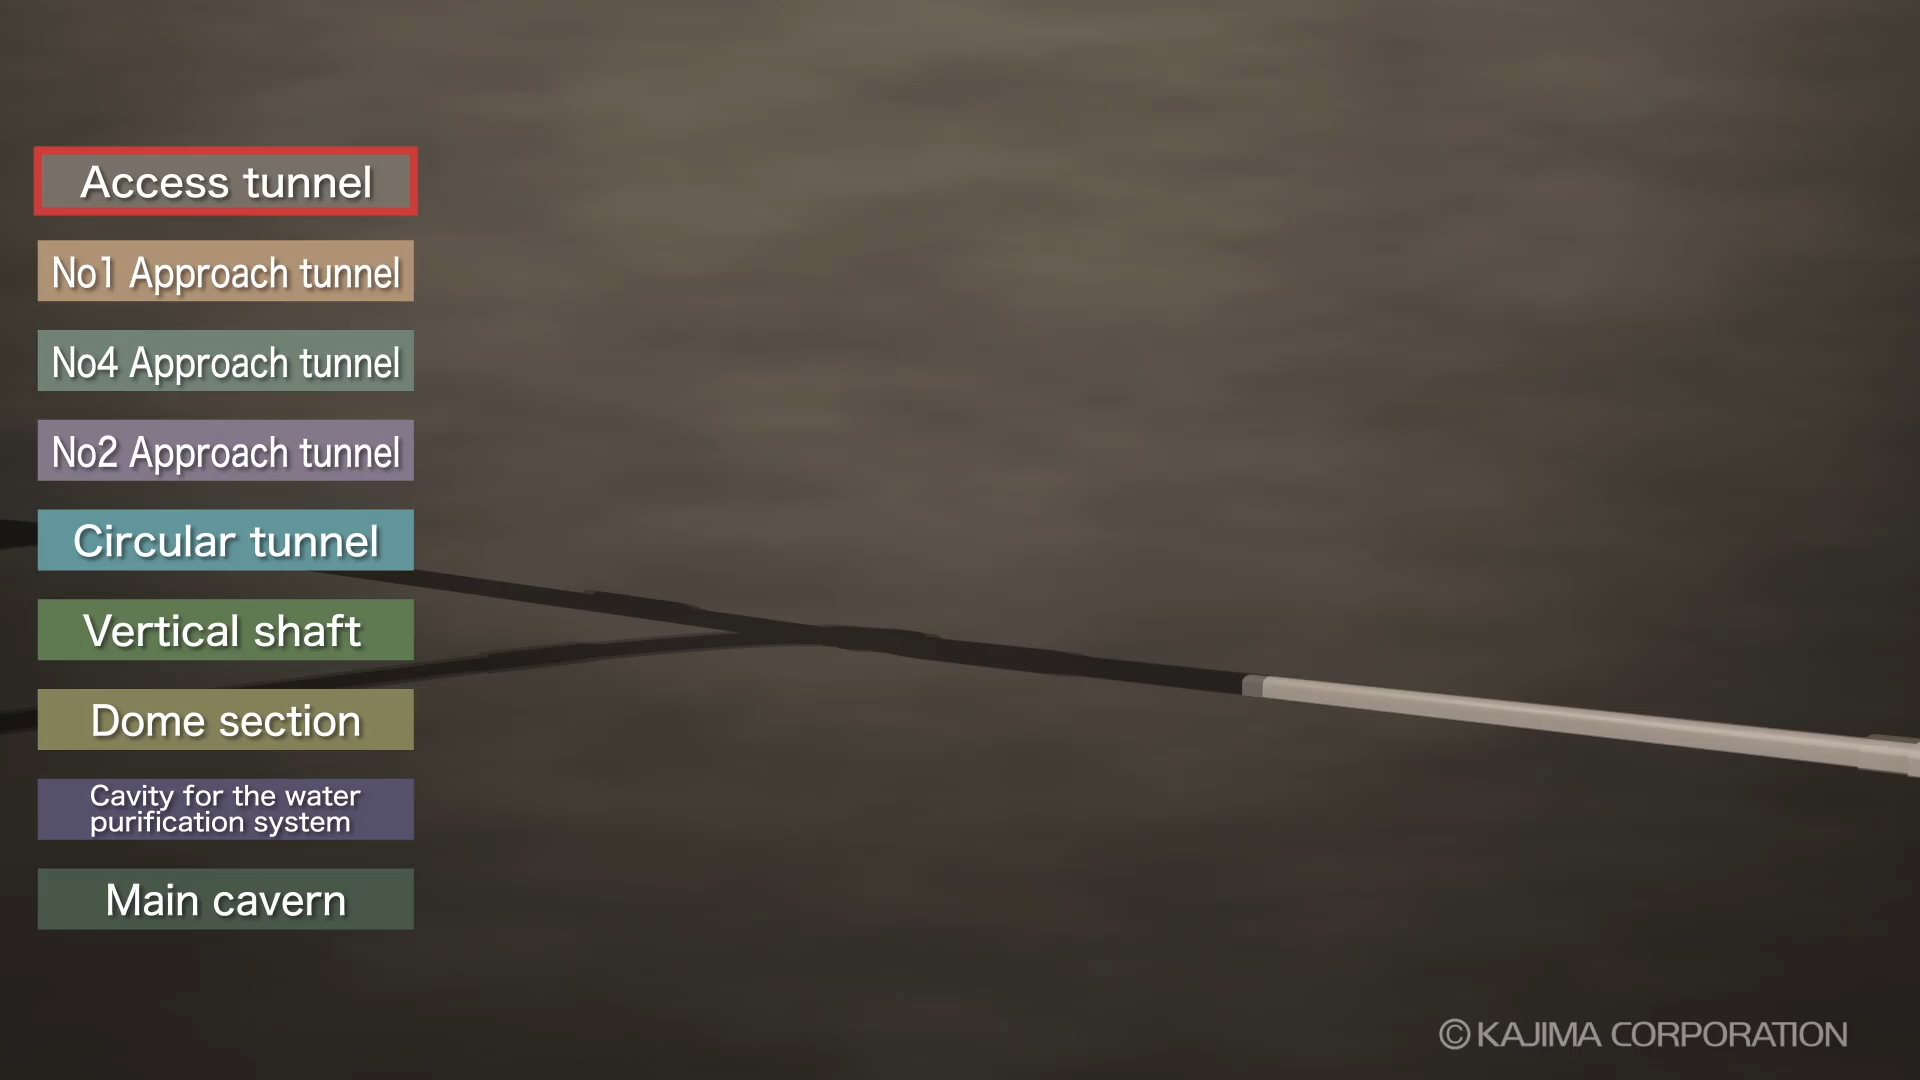 Access tunnel
No1 Approach tunnel
No4 Approach tunnel
No2 Approach tunnel
Circular tunnel
Vertical shaft
Dome section
Cavity for the water
purification system
Main cavern
© KAJIMA CORPORATION